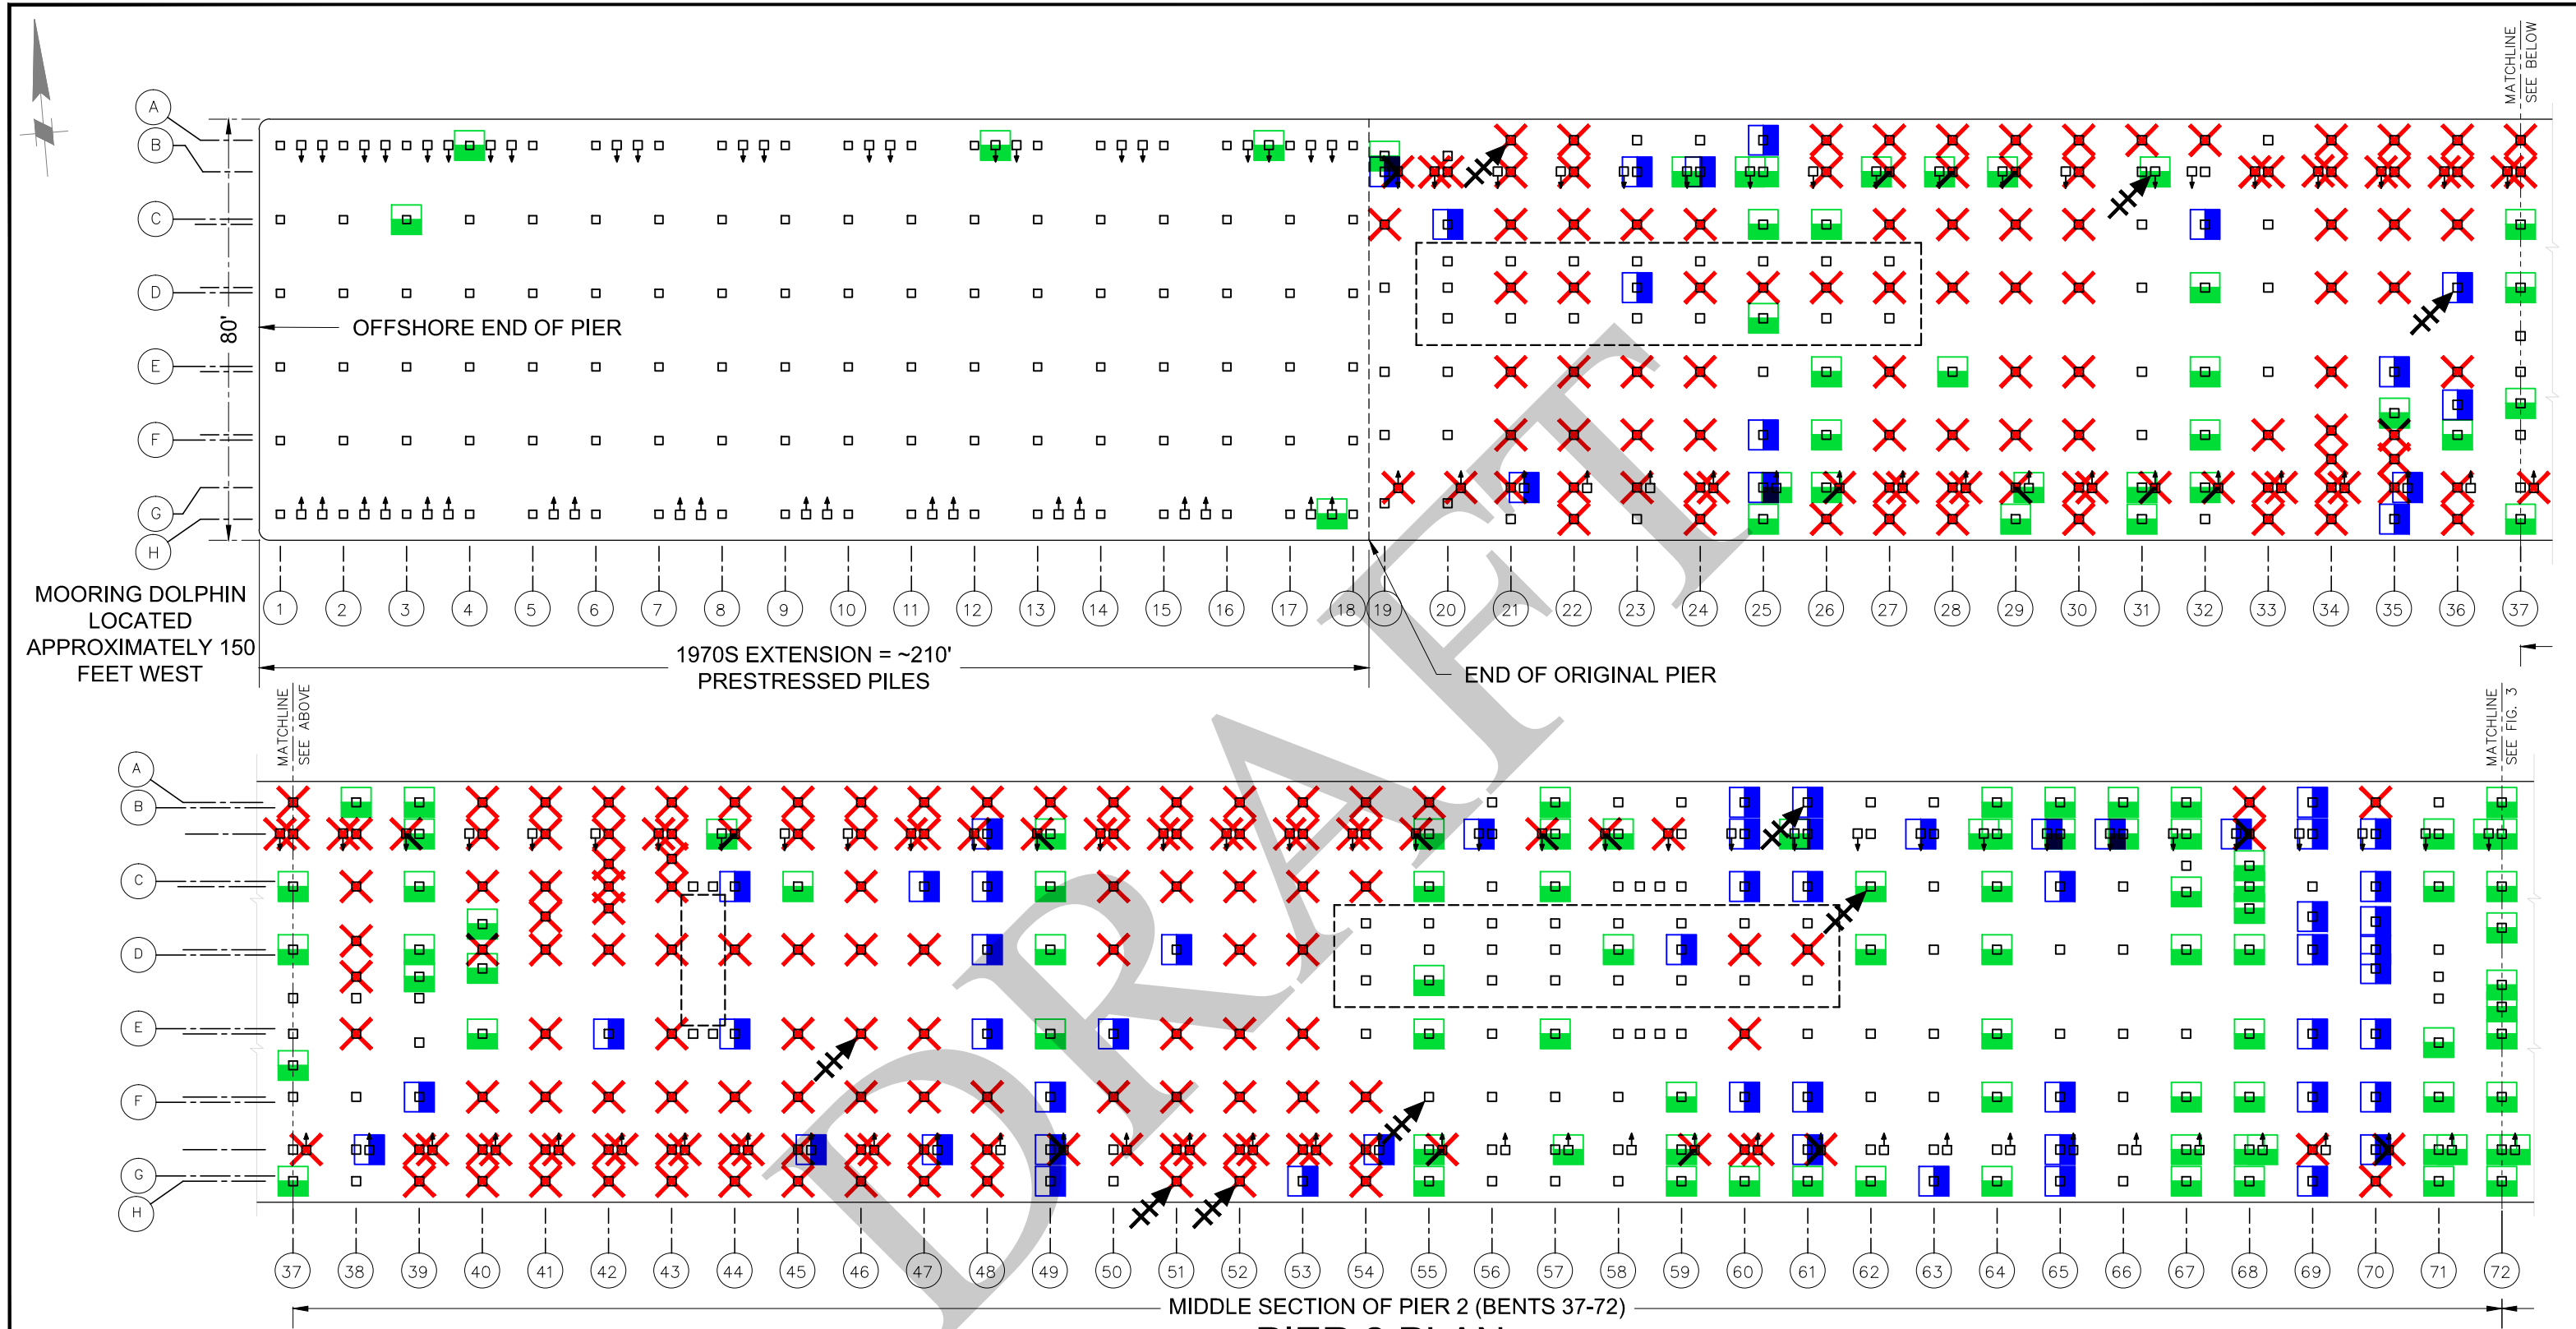 MATCHLINE
SEE BELOW
A
B
C
D
E
F
G
H
80'
OFFSHORE END OF PIER
MOORING DOLPHIN
LOCATED
APPROXIMATELY 150
FEET WEST
1 2 3 4 5 6 7 8 9 10 11 12 13 14 15 16 17 18 19 20 21 22 23 24 25 26 27 28 29 30 31 32 33 34 35 36 37
1970S EXTENSION = ~210'
PRESTRESSED PILES
END OF ORIGINAL PIER
MATCHLINE
SEE ABOVE
MATCHLINE
SEE FIG. 3
A
B
C
D
E
F
G
H
DRAFT
37 38 39 40 41 42 43 44 45 46 47 48 49 50 51 52 53 54 55 56 57 58 59 60 61 62 63 64 65 66 67 68 69 70 71 72
MIDDLE SECTION OF PIER 2 (BENTS 37-72)